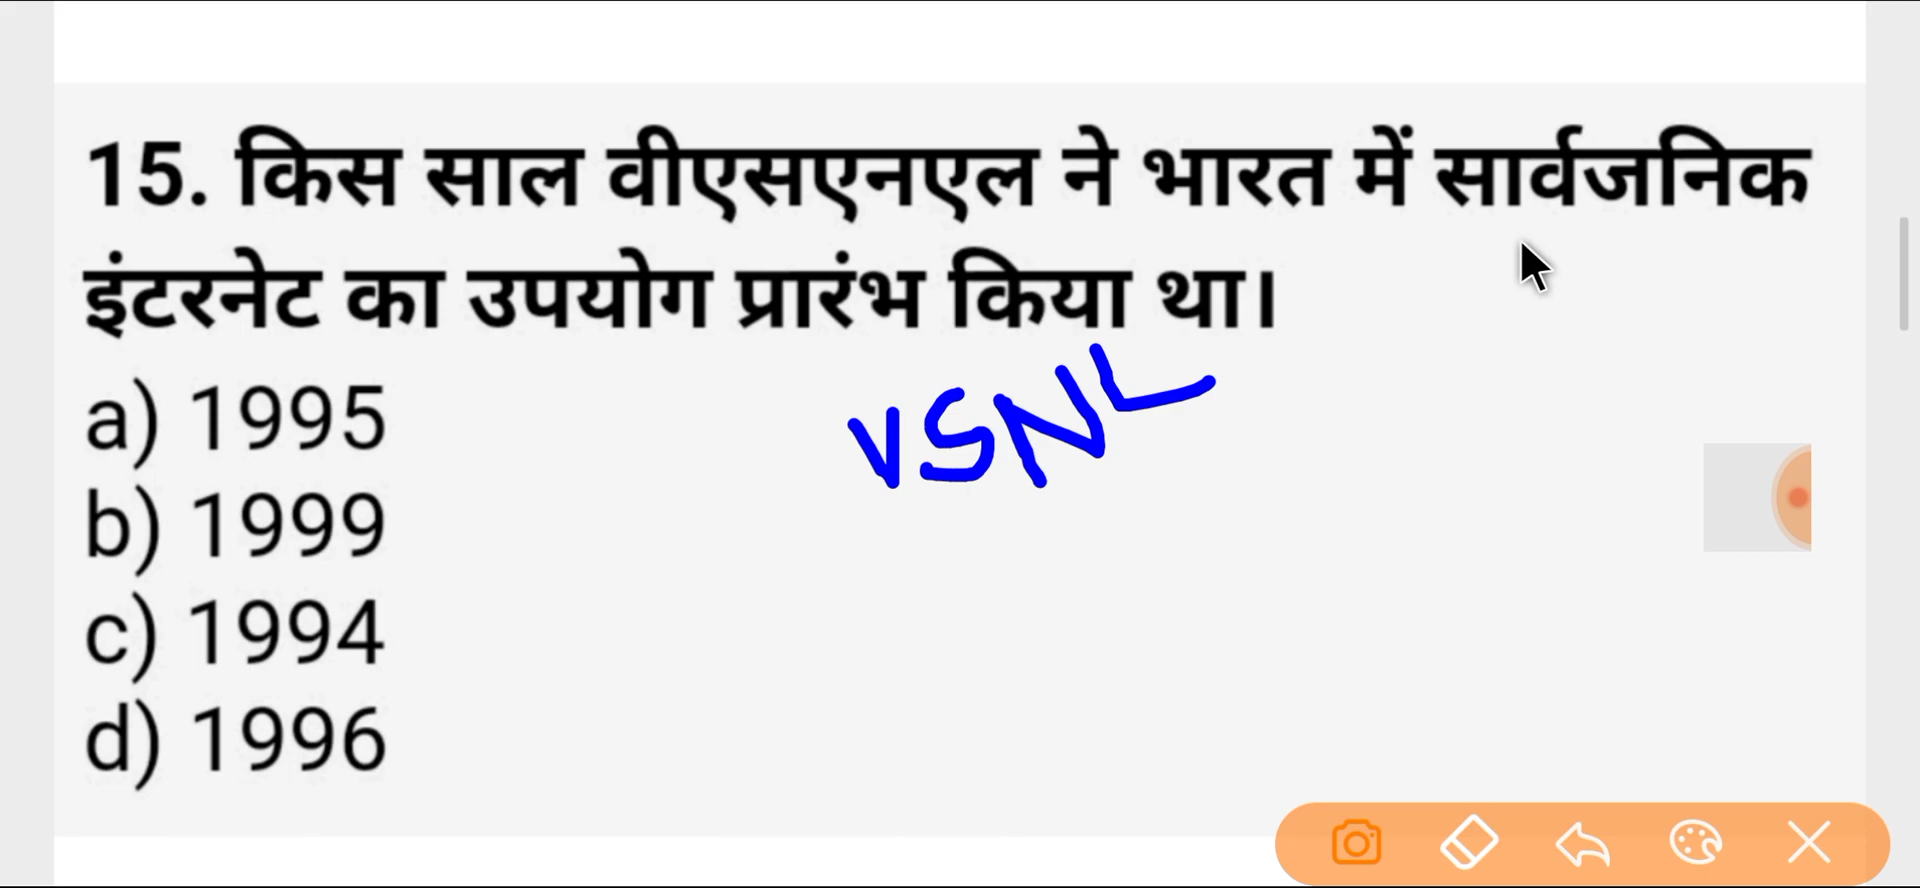 15. किस साल वीएसएनएल ने भारत में सार्वजनिक
इंटरनेट का उपयोग प्रारंभ किया था।
VSNL
a) 1995
b) 1999
c) 1994
d) 1996